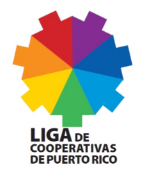 LIGA DE
COOPERATIVAS
DE PUERTO RICO